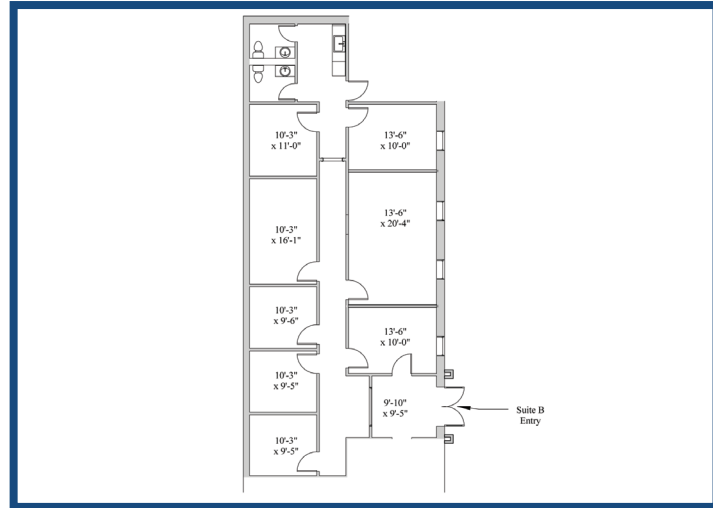 10'-3"
x 11'-0"
13'-6"
x 10'-0"
10'-3"
x 16'-1"
13'-6"
x 20'-4"
10'-3"
x 9'-6"
13'-6"
x 10'-0"
10'-3"
x 9'-5"
9'-10"
x 9'-5"
Suite B
Entry
10'-3"
x 9'-5"